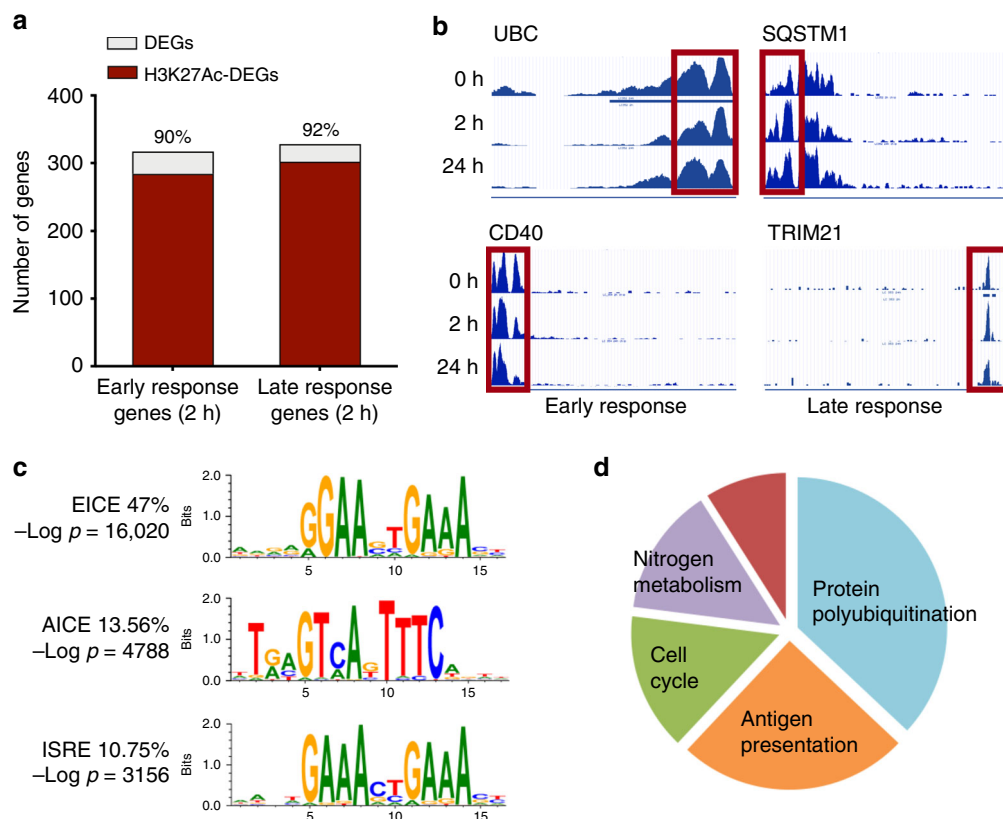 a
DEGs
H3K27Ac-DEGs
Number of genes
400
300
200
100
0
90%
92%
Early response
genes (2 h)
Late response
genes (2 h)
b
UBC
SQSTM1
0 h
2 h
24 h
CD40
TRIM21
0 h
2 h
24 h
Early response
Late response
c
EICE 47%
–Log p = 16,020
Bits
2.0
1.0
0.0
5
10
15
AICE 13.56%
–Log p = 4788
Bits
2.0
1.0
0.0
5
10
15
ISRE 10.75%
–Log p = 3156
Bits
2.0
1.0
0.0
5
10
15
d
Nitrogen
metabolism
Protein
polyubiquitination
Cell
cycle
Antigen
presentation